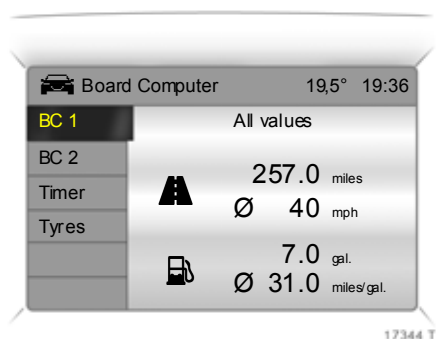 Board Computer 19,5° 19:36
BC 1
All values
BC 2
Timer
Tyres
257.0 miles
Ø 40 mph
7.0 gal.
Ø 31.0 miles/gal.
17344 T